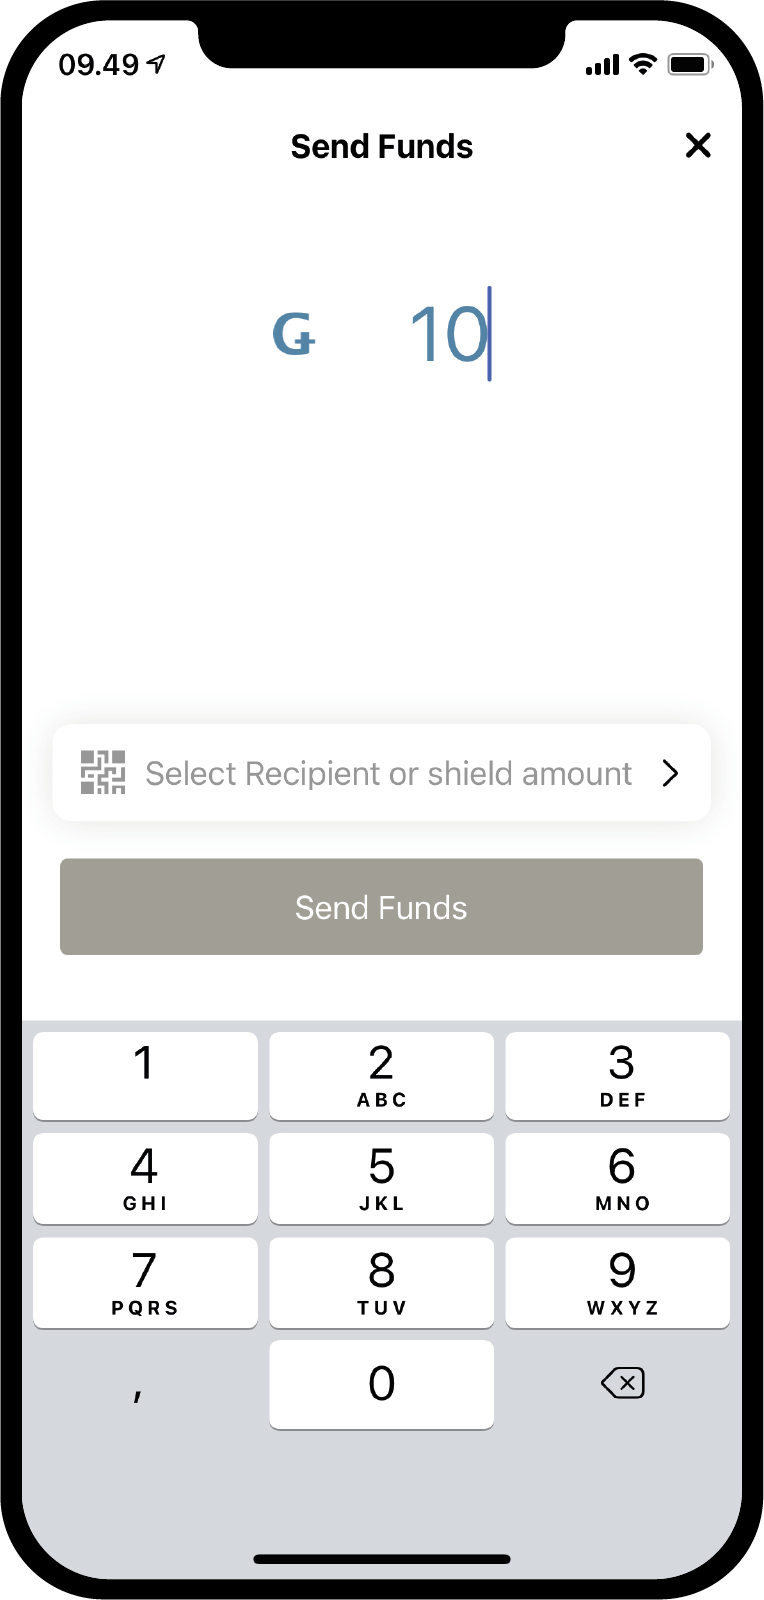 09.49
Send Funds
Ǥ 10
Select Recipient or shield amount
Send Funds
1 2 3
ABC DEF
4 5 6
GHI JKL MNO
7 8 9
PQRS TUV WXYZ
, 0